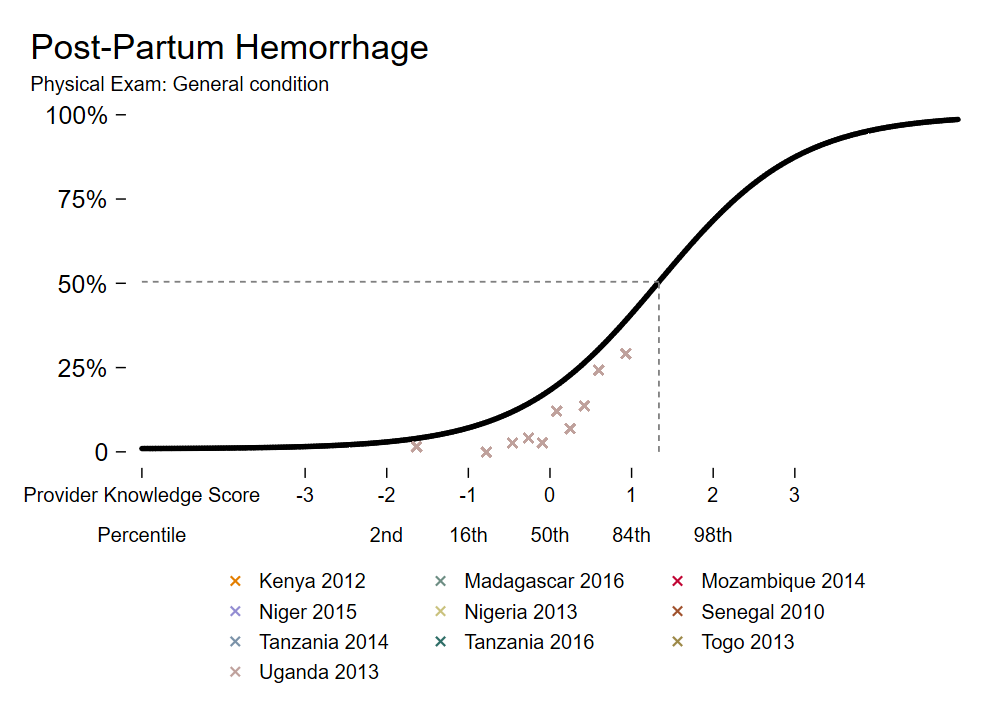 Post-Partum Hemorrhage
Physical Exam: General condition
100%
75%
50%
25%
0
Provider Knowledge Score -3 -2 -1 0 1 2 3
Percentile 2nd 16th 50th 84th 98th
Kenya 2012 Madagascar 2016 Mozambique 2014
Niger 2015 Nigeria 2013 Senegal 2010
Tanzania 2014 Tanzania 2016 Togo 2013
Uganda 2013